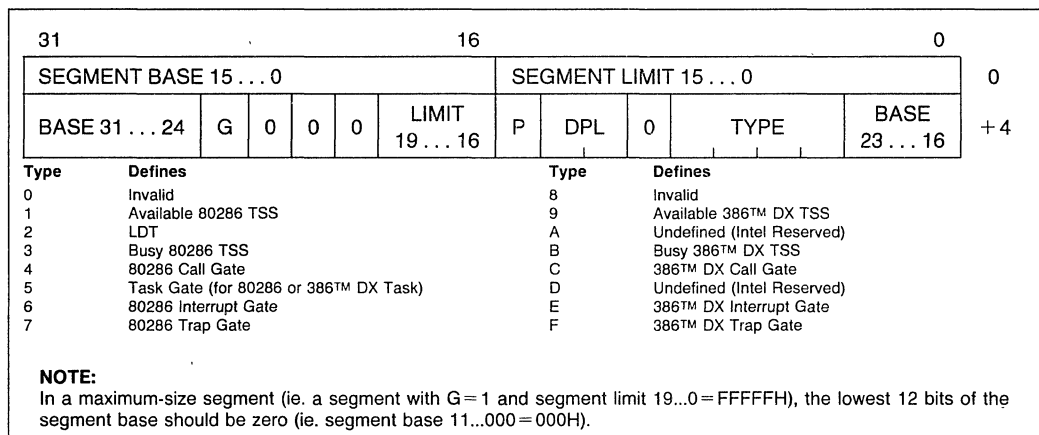 31 16 0
SEGMENT BASE 15 . . . 0 SEGMENT LIMIT 15 . . . 0 0
BASE 31 . . . 24 G 0 0 0 LIMIT 19 . . . 16 P DPL 0 TYPE BASE 23 . . . 16 +4
Type Defines Type Defines
0 Invalid 8 Invalid
1 Available 80286 TSS 9 Available 386™ DX TSS
2 LDT A Undefined (Intel Reserved)
3 Busy 80286 TSS B Busy 386™ DX TSS
4 80286 Call Gate C 386™ DX Call Gate
5 Task Gate (for 80286 or 386™ DX Task) D Undefined (Intel Reserved)
6 80286 Interrupt Gate E 386™ DX Interrupt Gate
7 80286 Trap Gate F 386™ DX Trap Gate
NOTE:
In a maximum-size segment (ie. a segment with G=1 and segment limit 19...0=FFFFFH), the lowest 12 bits of the
segment base should be zero (ie. segment base 11...000=000H).